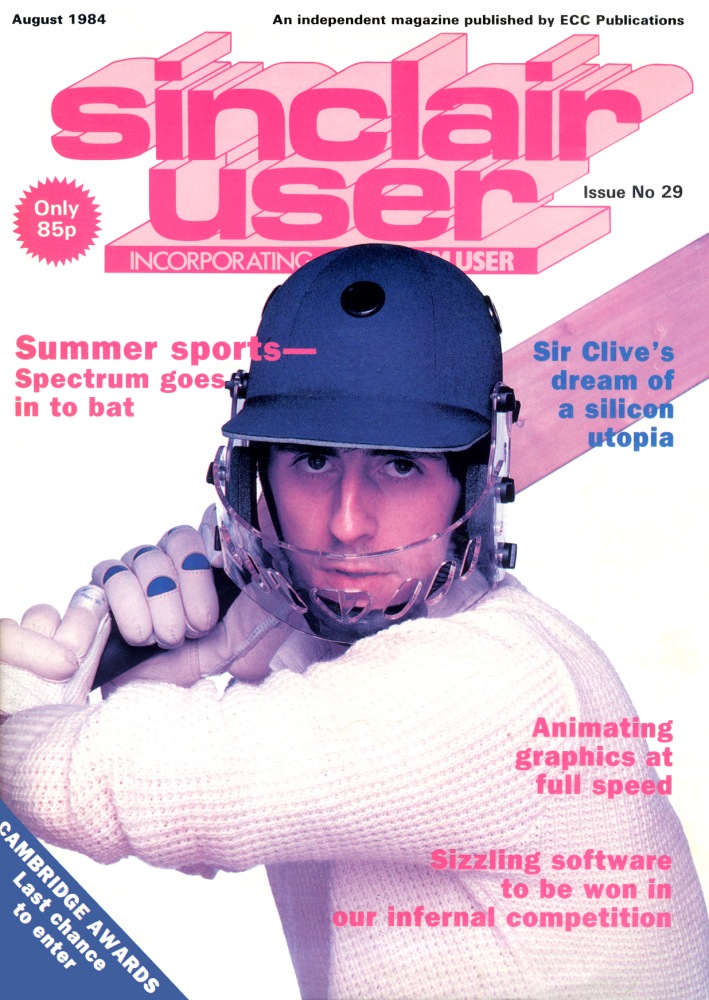 August 1984
An independent magazine published by ECC Publications
sinclair
user
Issue No 29
Only
85p
INCORPORATING
USER
Summer sports—
Spectrum goes
in to bat
Sir Clive's
dream of
a silicon
utopia
Animating
graphics at
full speed
Sizzling software
to be won in
our infernal competition
CAMBRIDGE AWARDS
Last chance
to enter